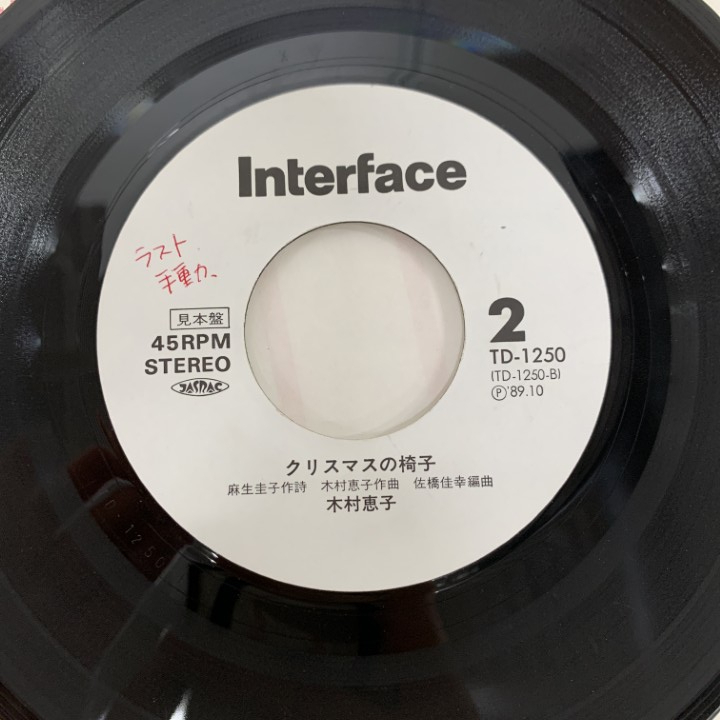 Interface
ラスト
手動、
見本盤
45RPM
STEREO
JASRAC
2
TD-1250
(TD-1250-B)
Ⓟ'89.10
クリスマスの椅子
麻生圭子作詩 木村恵子作曲 佐橋佳幸編曲
木村恵子